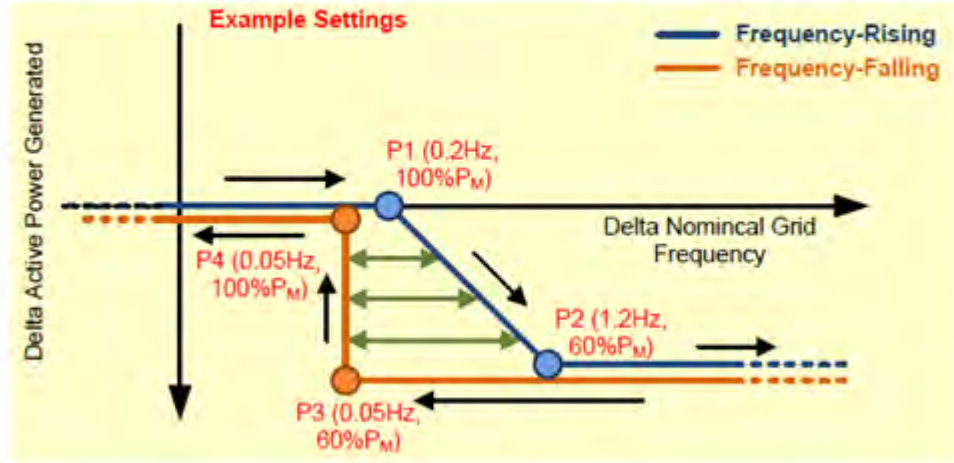 Example Settings
Frequency-Rising
Frequency-Falling
Delta Active Power Generated
P1 (0.2Hz,
100%PM)
Delta Nomincal Grid
Frequency
P4 (0.05Hz,
100%PM)
P2 (1.2Hz,
60%PM)
P3 (0.05Hz,
60%PM)